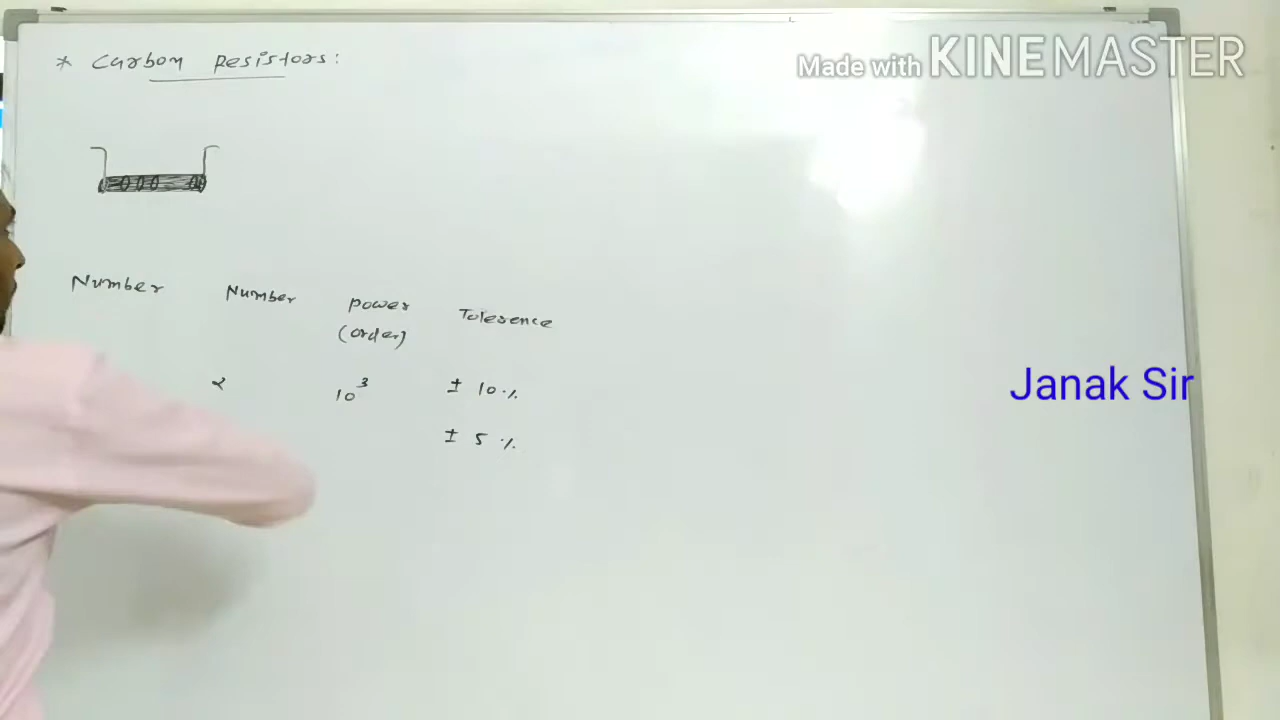 * Carbon Resistors:
Made with KINEMASTER
Number Number power Tolerence
(order)
2 10³ ± 10%
± 5%
Janak Sir